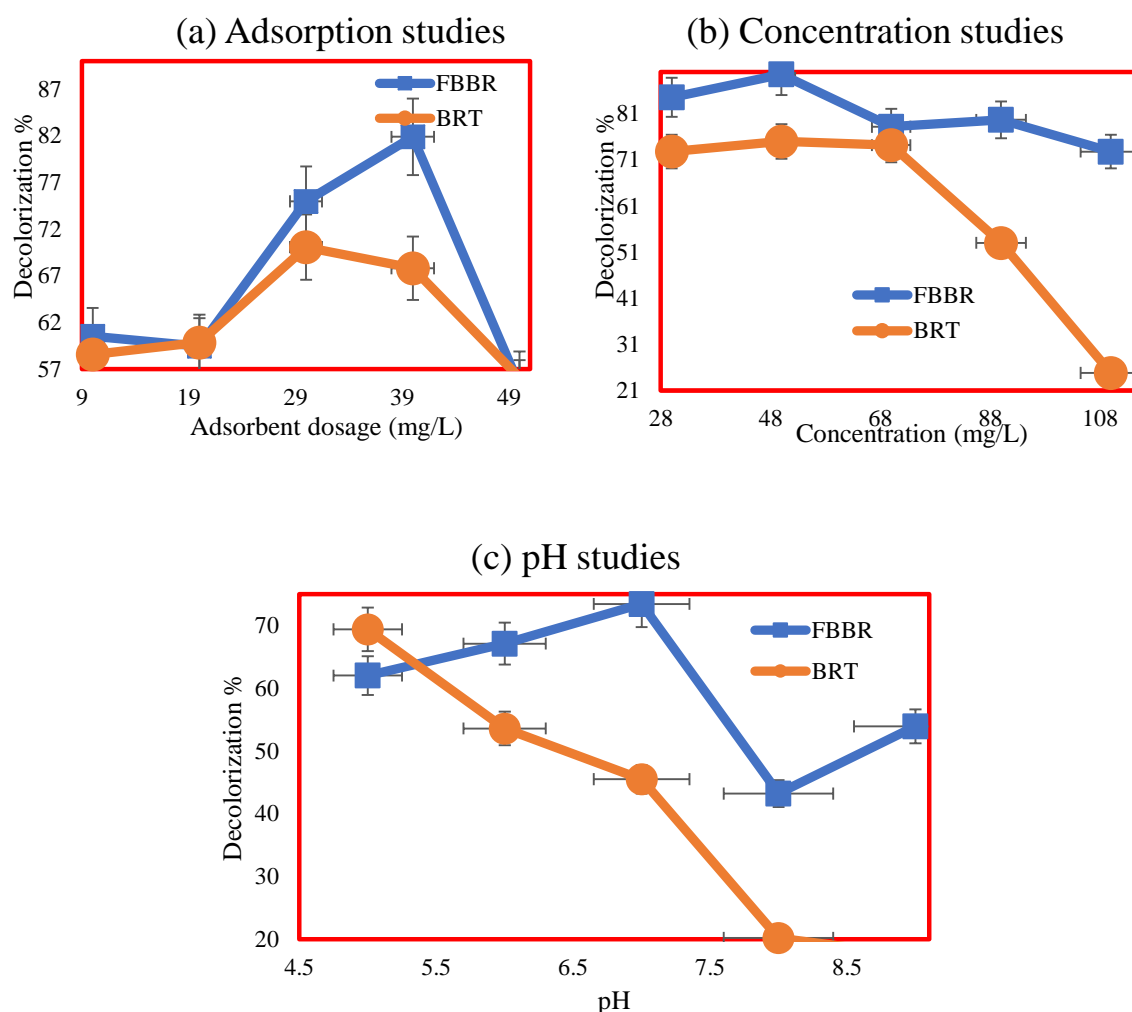 (a) Adsorption studies
Decolorization %
87
82
77
72
67
62
57
9 19 29 39 49
Adsorbent dosage (mg/L)
FBBR
BRT
(b) Concentration studies
Decolorization %
81
71
61
51
41
31
21
28 48 68 88 108
Concentration (mg/L)
FBBR
BRT
(c) pH studies
Decolorization %
70
60
50
40
30
20
4.5 5.5 6.5 7.5 8.5
pH
FBBR
BRT